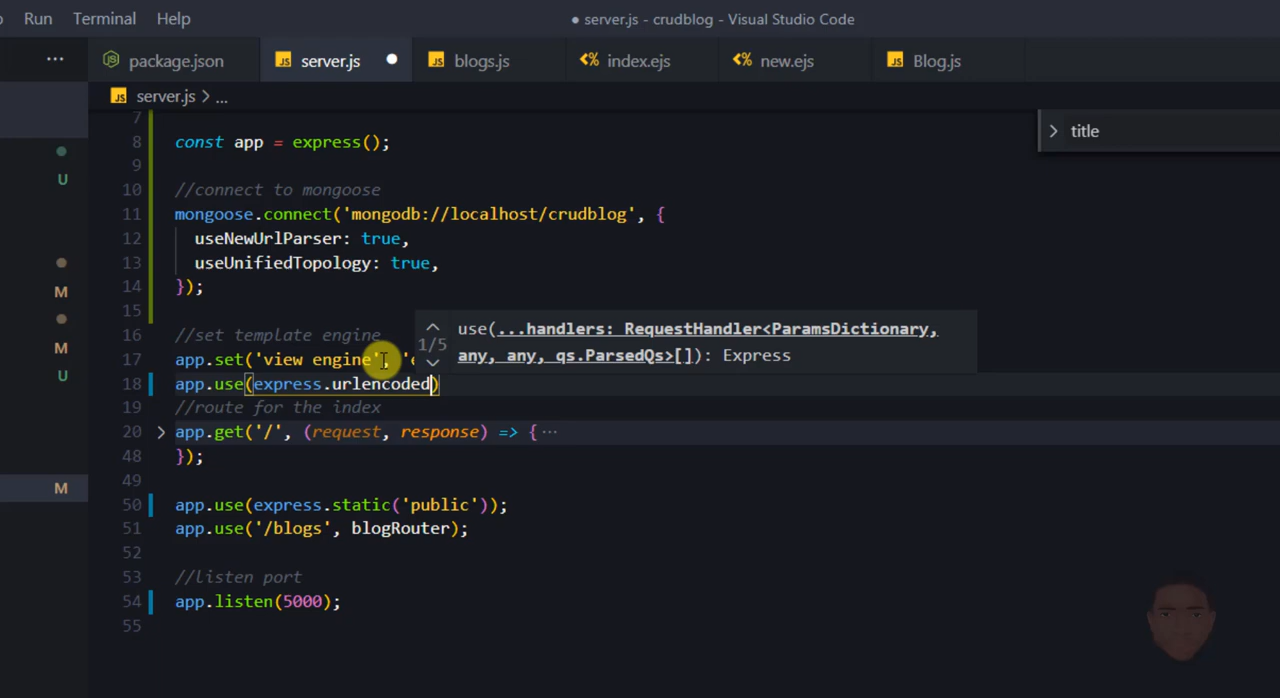 Run Terminal Help
● server.js - crudblog - Visual Studio Code
··· package.json JS server.js ● JS blogs.js <% index.ejs <% new.ejs JS Blog.js
JS server.js > ...
> title
7
8 const app = express();
9
10 //connect to mongoose
11 mongoose.connect('mongodb://localhost/crudblog', {
12 useNewUrlParser: true,
13 useUnifiedTopology: true,
14 });
15
16 //set template engine
use(...handlers: RequestHandler<ParamsDictionary,
1/5
any, any, qs.ParsedQs>[]): Express
17 app.set('view engine',
18 app.use(express.urlencoded)
19 //route for the index
20 > app.get('/', (request, response) => { ···
48 });
49
50 app.use(express.static('public'));
51 app.use('/blogs', blogRouter);
52
53 //listen port
54 app.listen(5000);
55
U
M
M
U
M